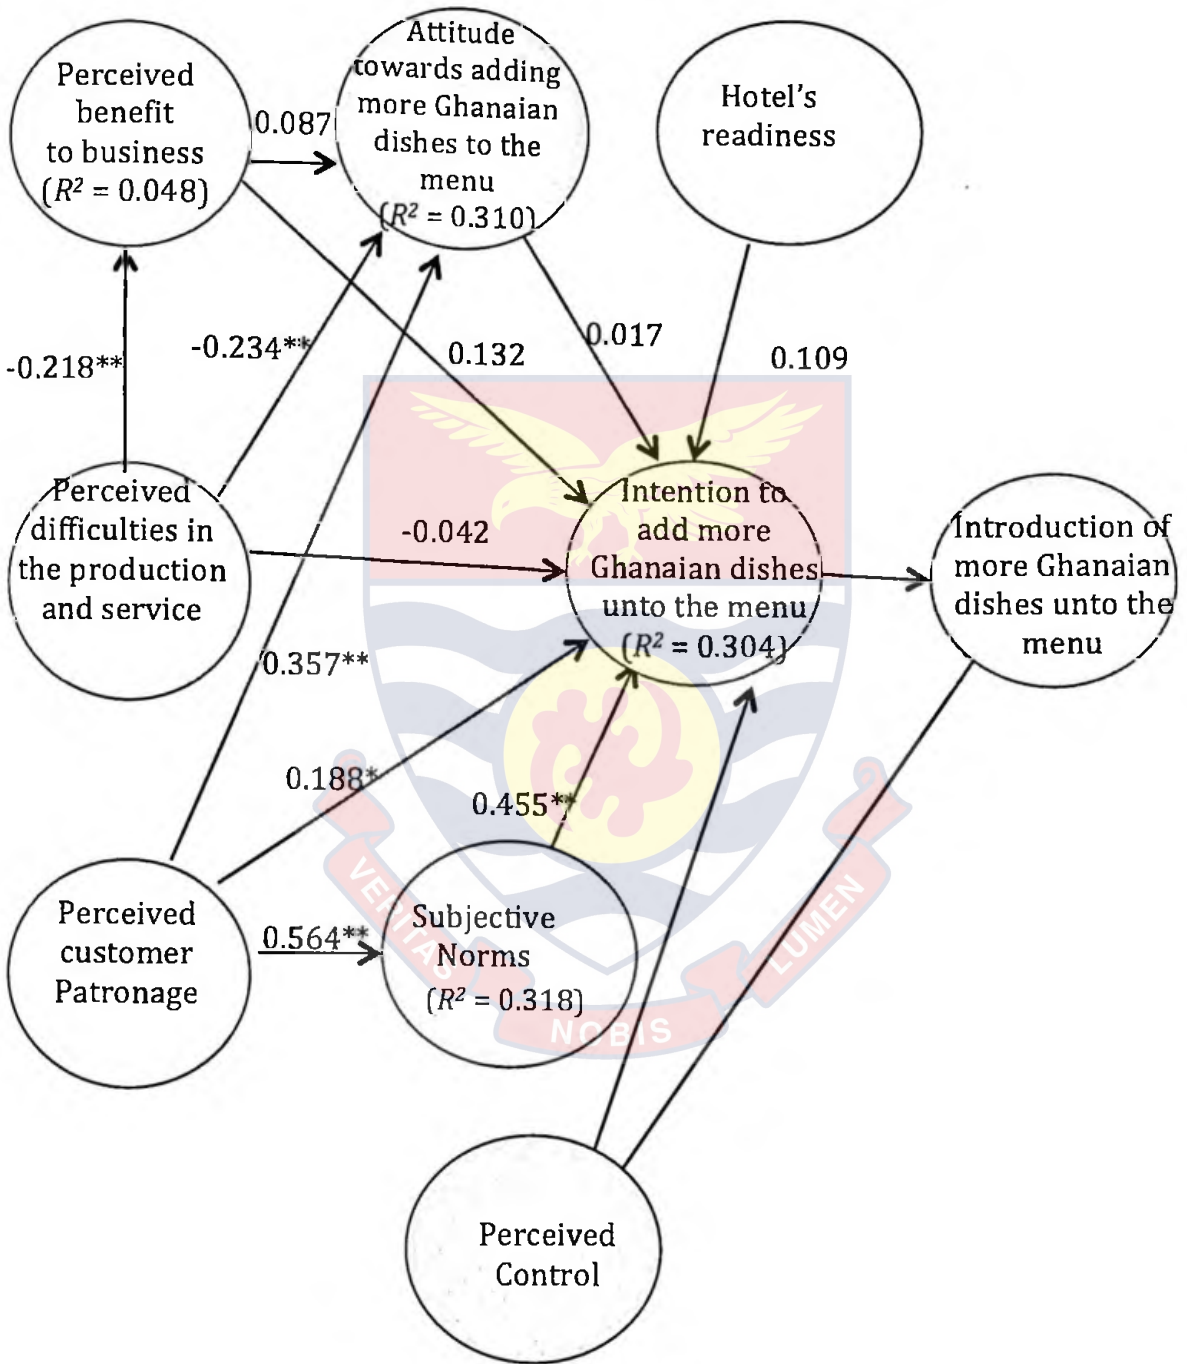 Perceived
benefit
to business
(R² = 0.048)
0.087
Attitude
towards adding
more Ghanaian
dishes to the
menu
(R² = 0.310)
Hotel's
readiness
-0.218**
-0.234**
0.132
0.017
0.109
Perceived
difficulties in
the production
and service
-0.042
Intention to
add more
Ghanaian dishes
unto the menu
(R² = 0.304)
Introduction of
more Ghanaian
dishes unto the
menu
0.357**
0.188*
0.455**
Perceived
customer
Patronage
0.564**
Subjective
Norms
(R² = 0.318)
VERITAS
NOBIS
LUMEN
Perceived
Control